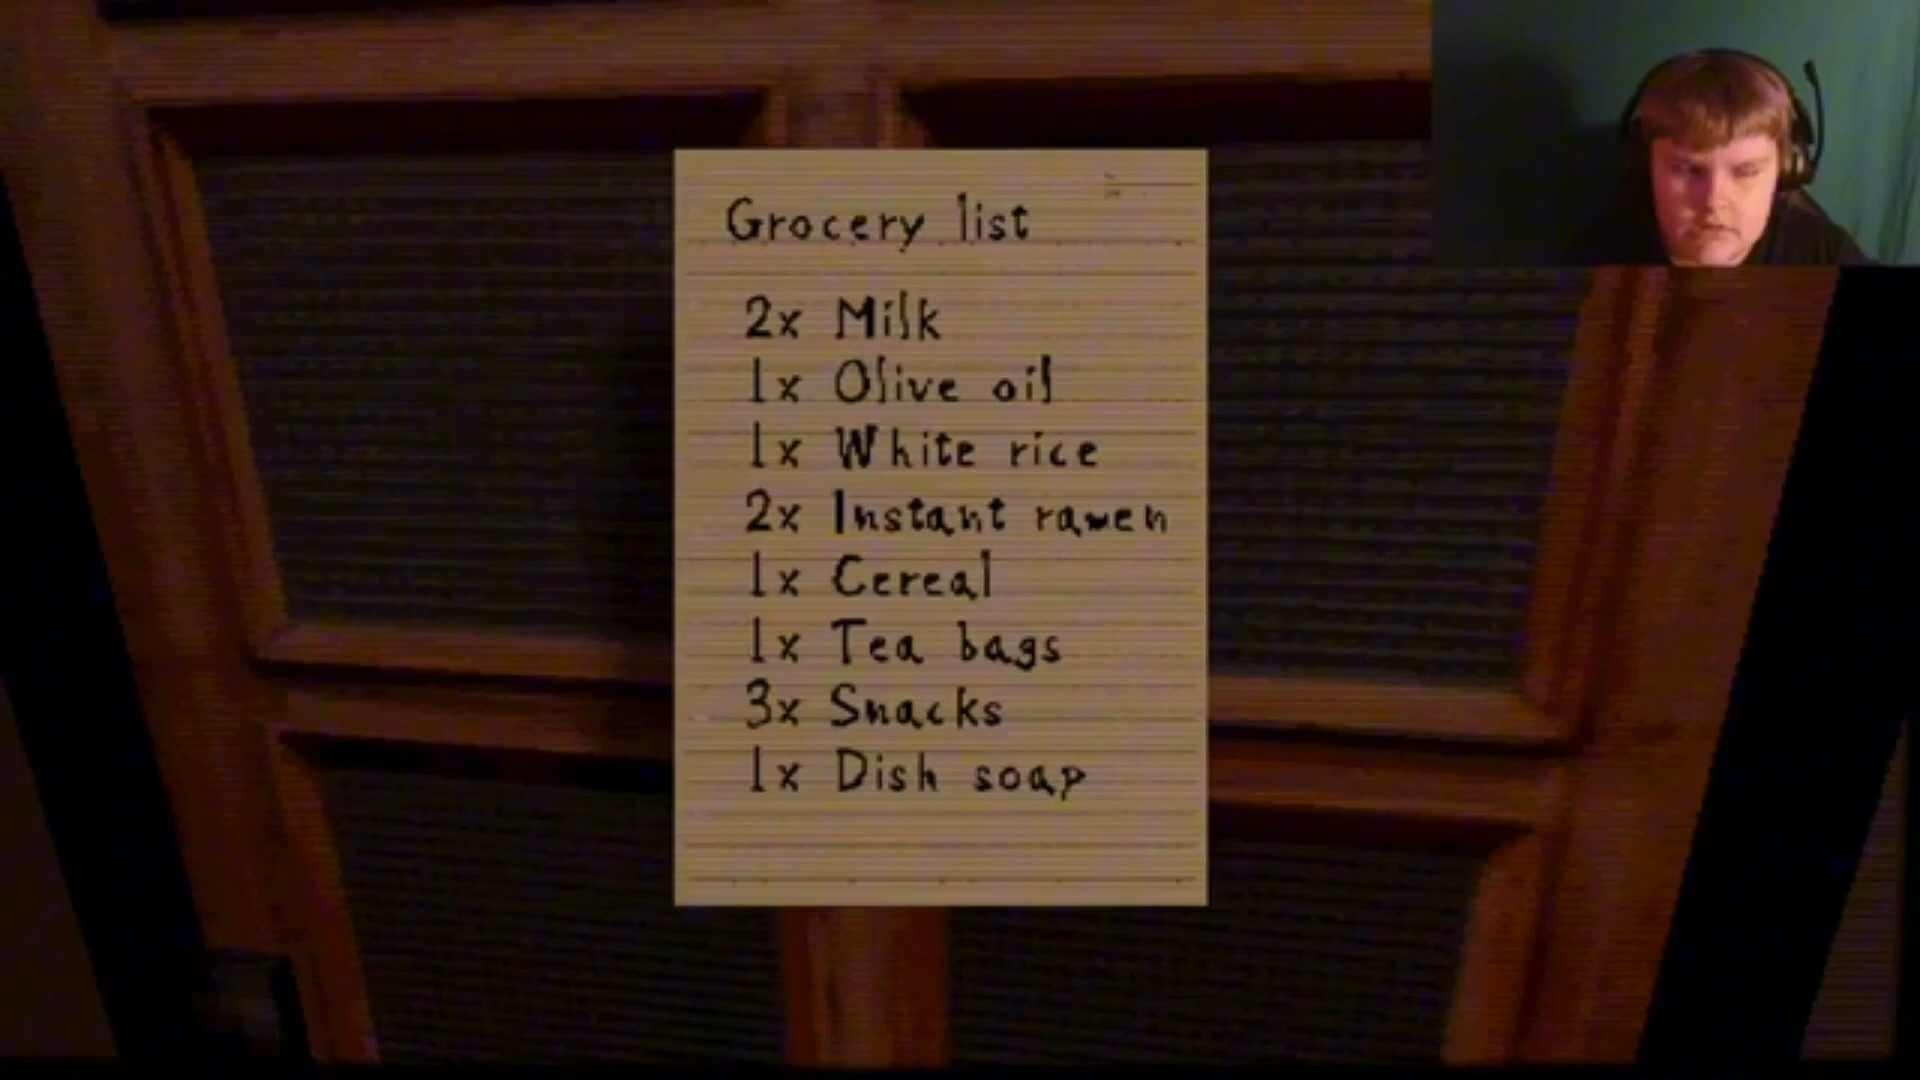 Grocery list
2x Milk
1x Olive oil
1x White rice
2x Instant ramen
1x Cereal
1x Tea bags
3x Snacks
1x Dish soap